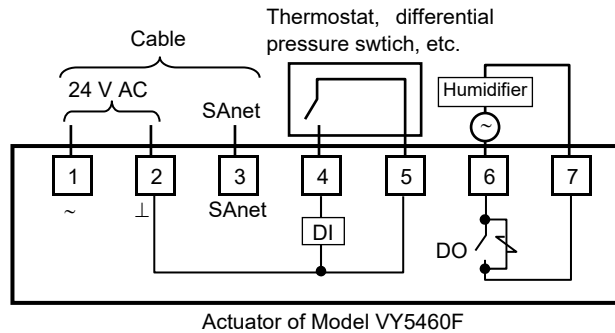 Thermostat, differential
pressure swtich, etc.
Cable
24 V AC
SAnet
Humidifier
~
1 2 3 4 5 6 7
~ ⊥ SAnet
DI
DO
Actuator of Model VY5460F